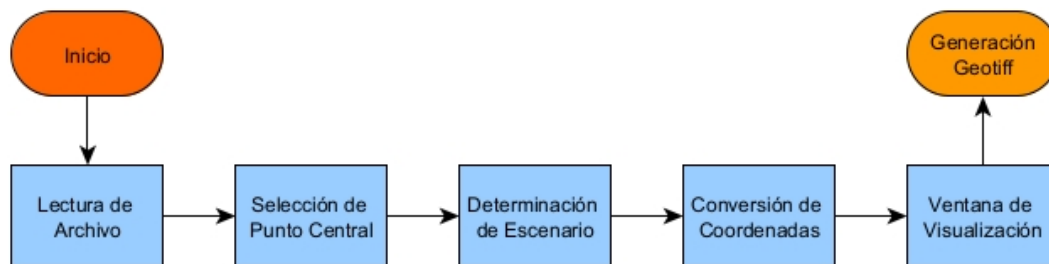 Inicio
Generación
Geotiff
Lectura de
Archivo
Selección de
Punto Central
Determinación
de Escenario
Conversión de
Coordenadas
Ventana de
Visualización